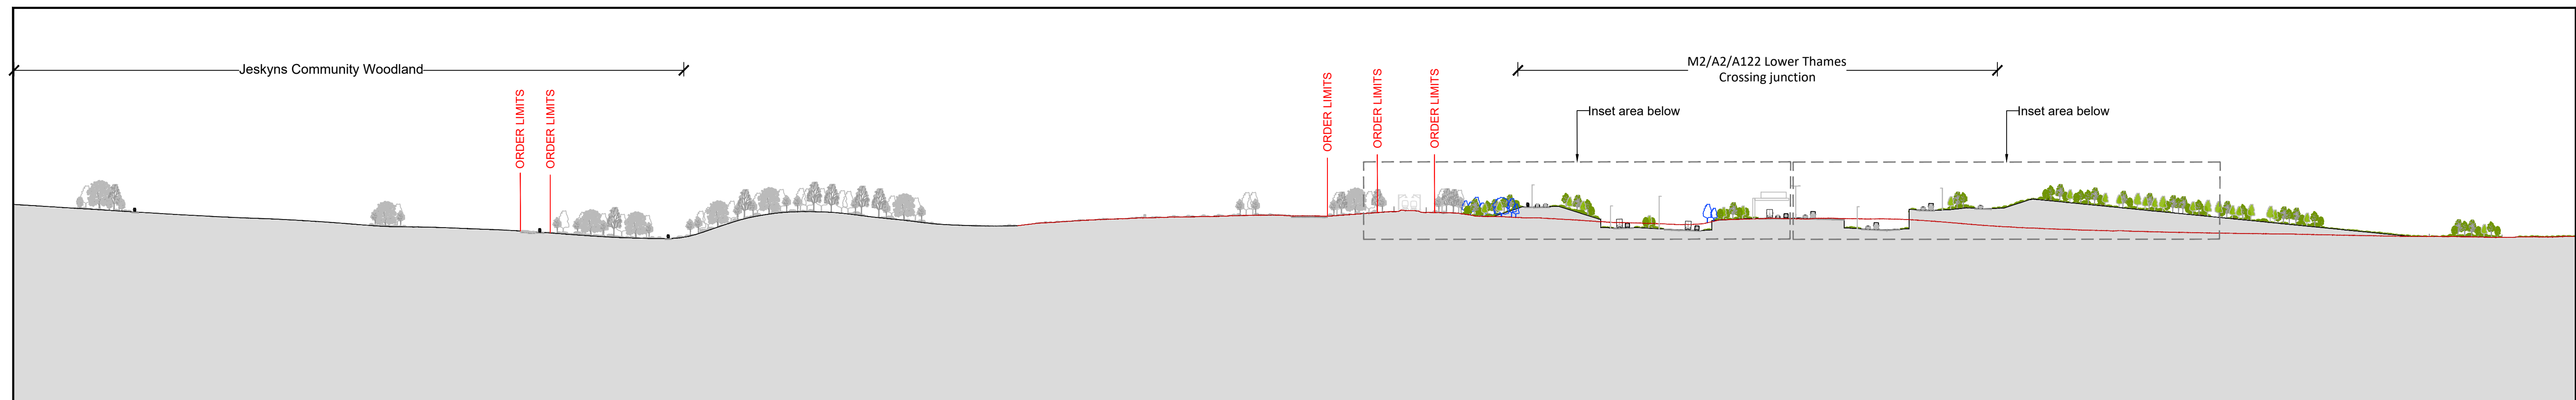 Jeskyns Community Woodland
M2/A2/A122 Lower Thames
Crossing junction
ORDER LIMITS
ORDER LIMITS
ORDER LIMITS
ORDER LIMITS
ORDER LIMITS
Inset area below
Inset area below